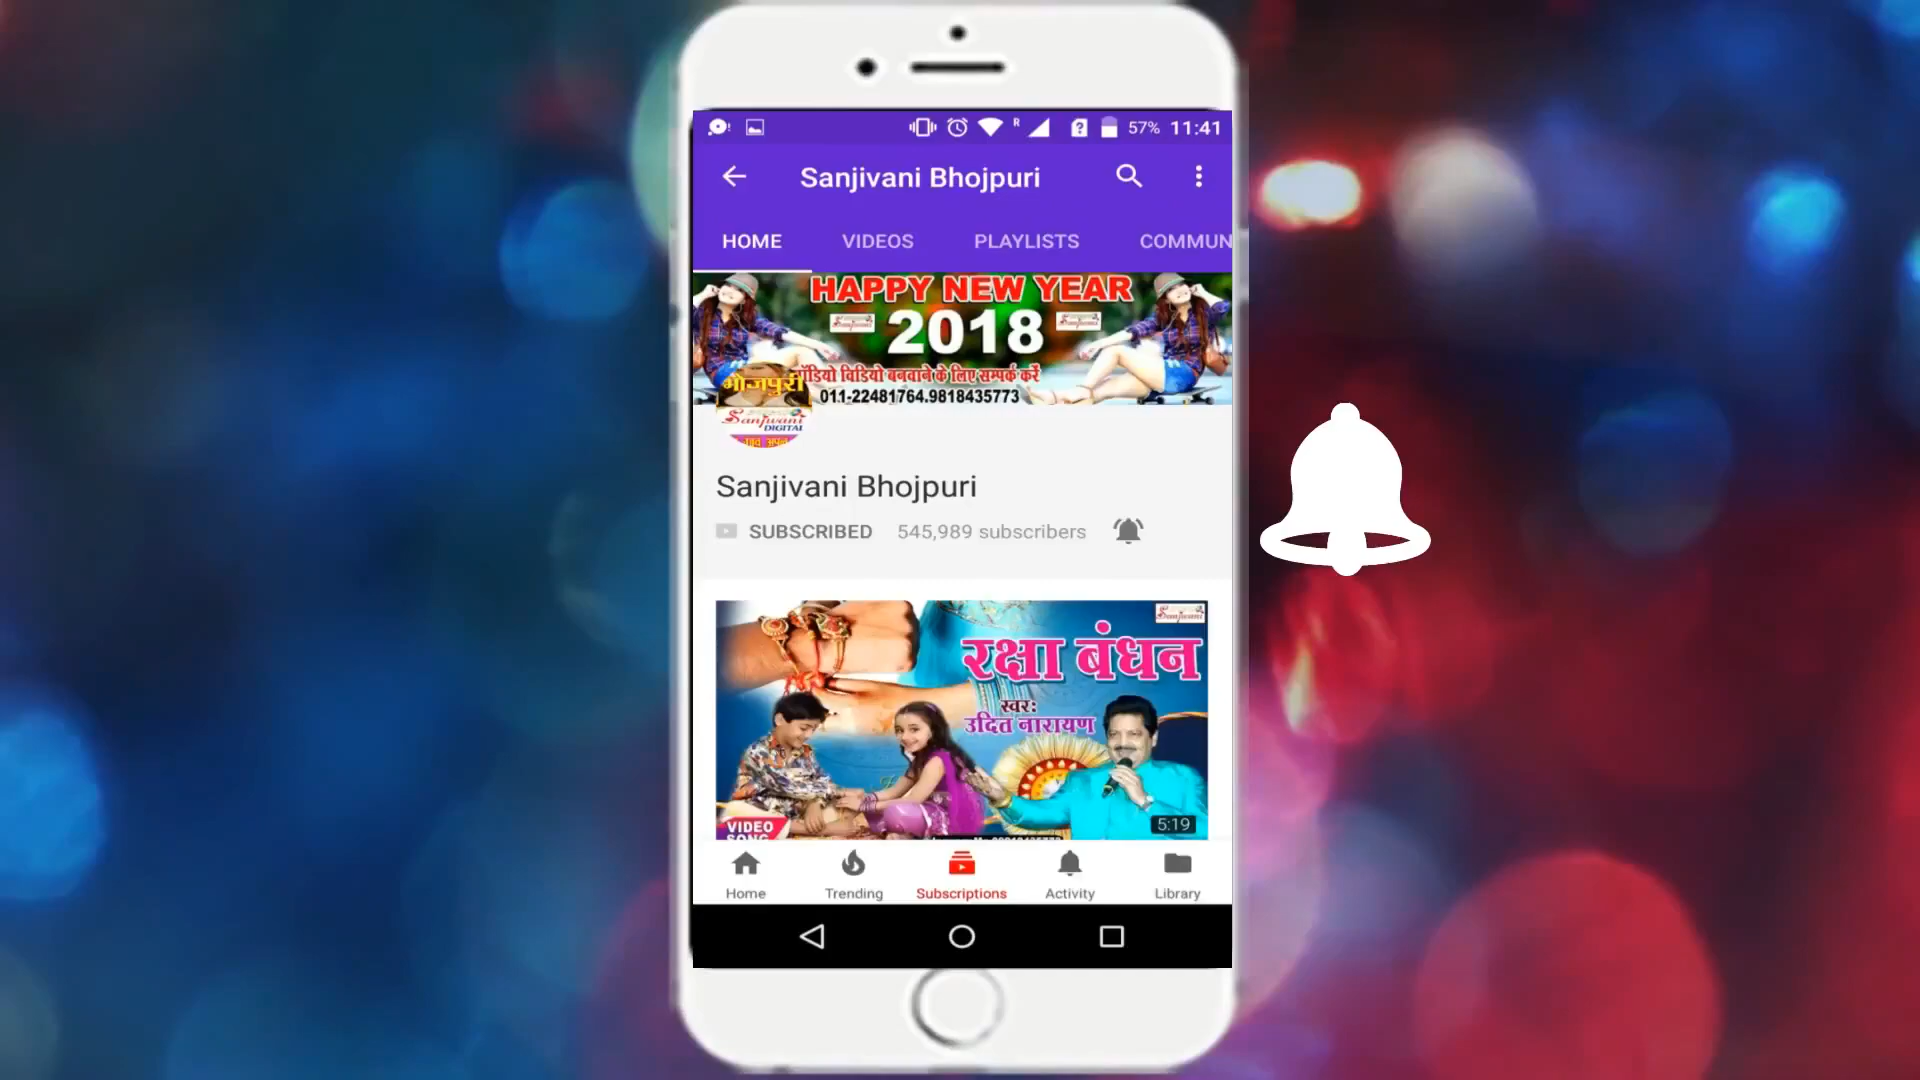 57% 11:41
Sanjivani Bhojpuri
HOME VIDEOS PLAYLISTS COMMUN
HAPPY NEW YEAR
2018
विडियो बनवाने के लिए सम्पर्क करें
011-22481764.9818435773
भोजपुरी
Sanjivani
DIGITAL
Sanjivani Bhojpuri
SUBSCRIBED 545,989 subscribers
रक्षा बंधन
स्वरः
उदित नारायण
VIDEO
SONG
5:19
Home Trending Subscriptions Activity Library